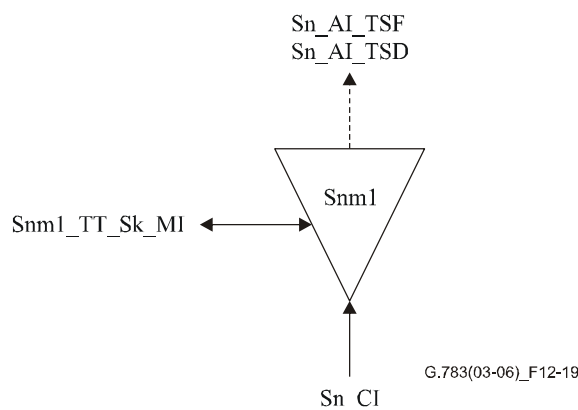 Sn_AI_TSF
Sn_AI_TSD
Snm1
Snm1_TT_Sk_MI
G.783(03-06)_F12-19
Sn_CI